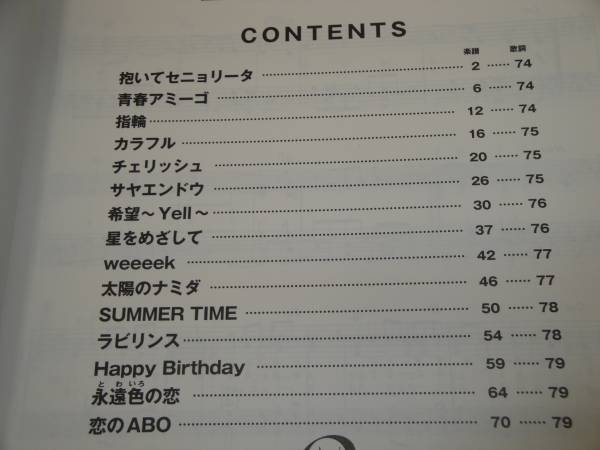 CONTENTS
楽譜 歌詞
抱いてセニョリータ ……………… 2 …… 74
青春アミーゴ ……………… 6 …… 74
指輪 ……………… 12 …… 74
カラフル ……………… 16 …… 75
チェリッシュ ……………… 20 …… 75
サヤエンドウ ……………… 26 …… 75
希望～Yell～ ……………… 30 …… 76
星をめざして ……………… 37 …… 76
weeeek ……………… 42 …… 77
太陽のナミダ ……………… 46 …… 77
SUMMER TIME ……………… 50 …… 78
ラビリンス ……………… 54 …… 78
Happy Birthday ……………… 59 …… 79
とわいろ
永遠色の恋 ……………… 64 …… 79
恋のABO ……………… 70 …… 79